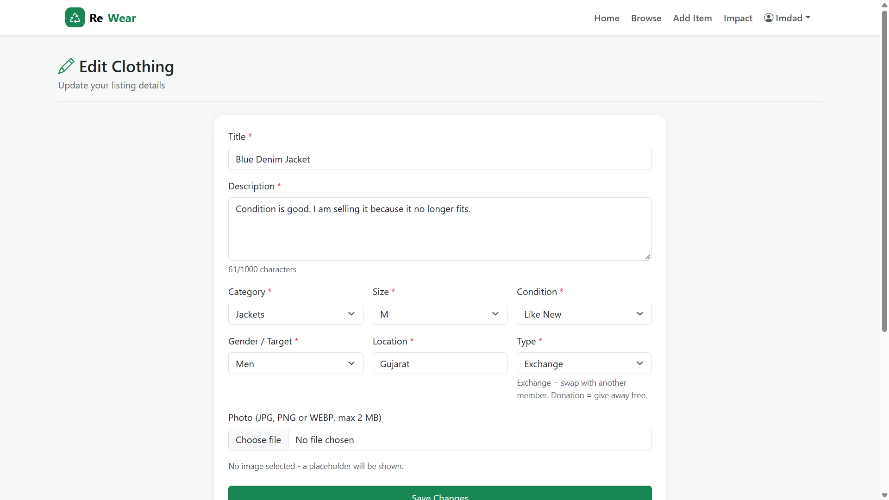 Re Wear
Home Browse Add Item Impact Imdad
Edit Clothing
Update your listing details
Title *
Blue Denim Jacket
Description *
Condition is good. I am selling it because it no longer fits.
61/1000 characters
Category * Size * Condition *
Jackets M Like New
Gender / Target * Location * Type *
Men Gujarat Exchange
Exchange = swap with another
member. Donation = give away free.
Photo (JPG, PNG or WEBP, max 2 MB)
Choose file No file chosen
No image selected - a placeholder will be shown.
Save Changes